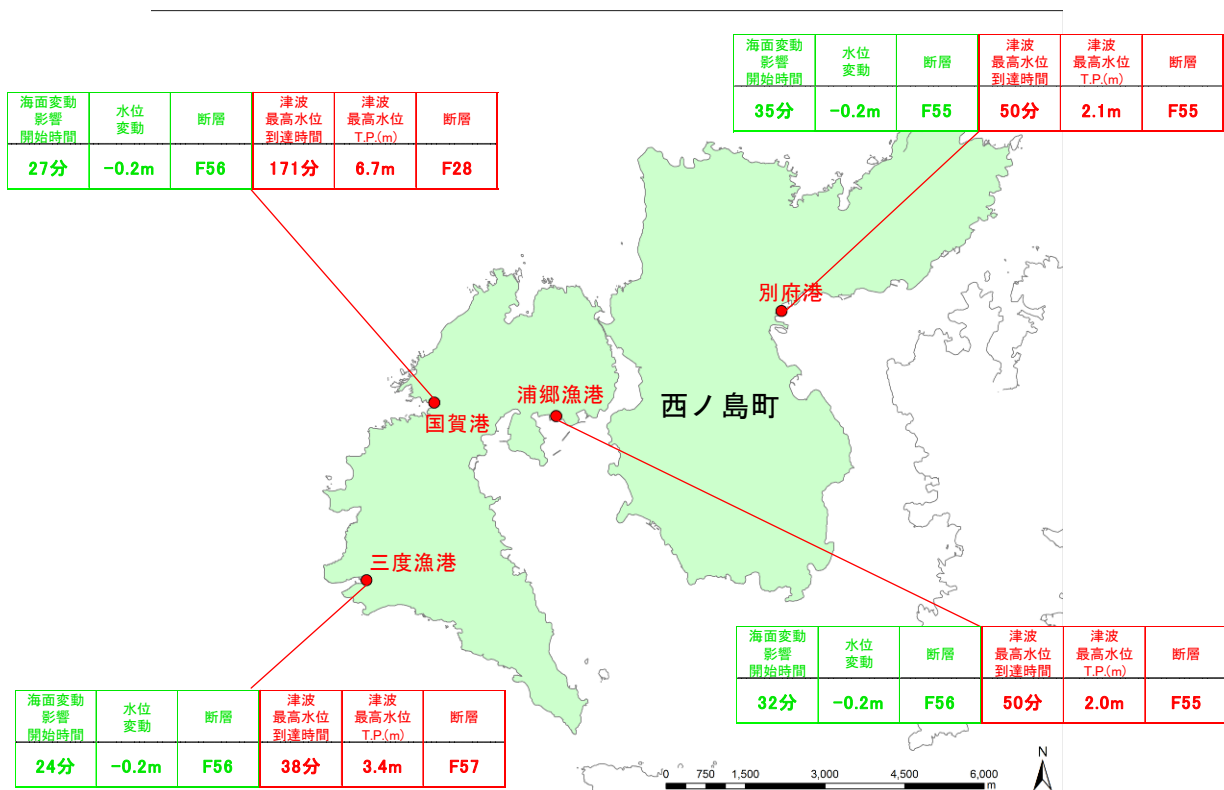 海面変動
影響
開始時間
水位
変動
断層
津波
最高水位
到達時間
津波
最高水位
T.P.(m)
断層
35分
-0.2m
F55
50分
2.1m
F55
海面変動
影響
開始時間
水位
変動
断層
津波
最高水位
到達時間
津波
最高水位
T.P.(m)
断層
27分
-0.2m
F56
171分
6.7m
F28
別府港
浦郷漁港
西ノ島町
国賀港
三度漁港
海面変動
影響
開始時間
水位
変動
断層
津波
最高水位
到達時間
津波
最高水位
T.P.(m)
断層
32分
-0.2m
F56
50分
2.0m
F55
海面変動
影響
開始時間
水位
変動
断層
津波
最高水位
到達時間
津波
最高水位
T.P.(m)
断層
24分
-0.2m
F56
38分
3.4m
F57
N
0 750 1,500 3,000 4,500 6,000
m